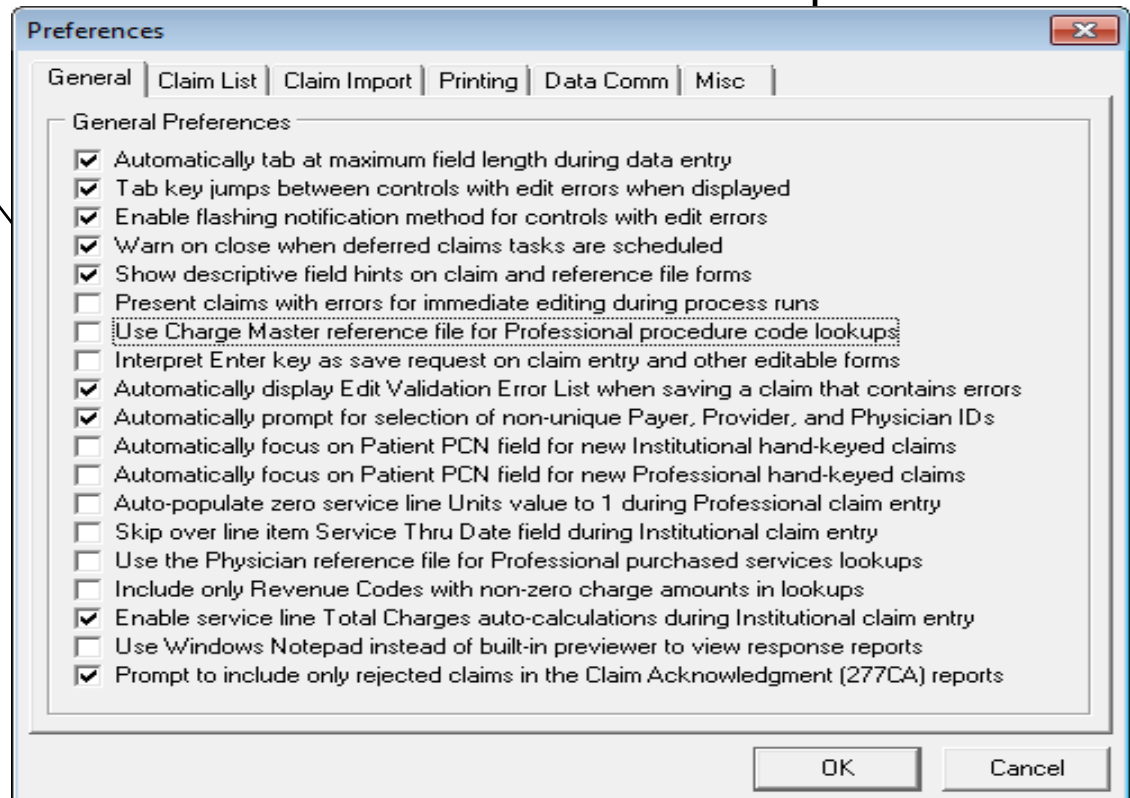 Preferences
General Claim List Claim Import Printing Data Comm Misc
General Preferences
Automatically tab at maximum field length during data entry
Tab key jumps between controls with edit errors when displayed
Enable flashing notification method for controls with edit errors
Warn on close when deferred claims tasks are scheduled
Show descriptive field hints on claim and reference file forms
Present claims with errors for immediate editing during process runs
Use Charge Master reference file for Professional procedure code lookups
Interpret Enter key as save request on claim entry and other editable forms
Automatically display Edit Validation Error List when saving a claim that contains errors
Automatically prompt for selection of non-unique Payer, Provider, and Physician IDs
Automatically focus on Patient PCN field for new Institutional hand-keyed claims
Automatically focus on Patient PCN field for new Professional hand-keyed claims
Auto-populate zero service line Units value to 1 during Professional claim entry
Skip over line item Service Thru Date field during Institutional claim entry
Use the Physician reference file for Professional purchased services lookups
Include only Revenue Codes with non-zero charge amounts in lookups
Enable service line Total Charges auto-calculations during Institutional claim entry
Use Windows Notepad instead of built-in previewer to view response reports
Prompt to include only rejected claims in the Claim Acknowledgment (277CA) reports
OK Cancel